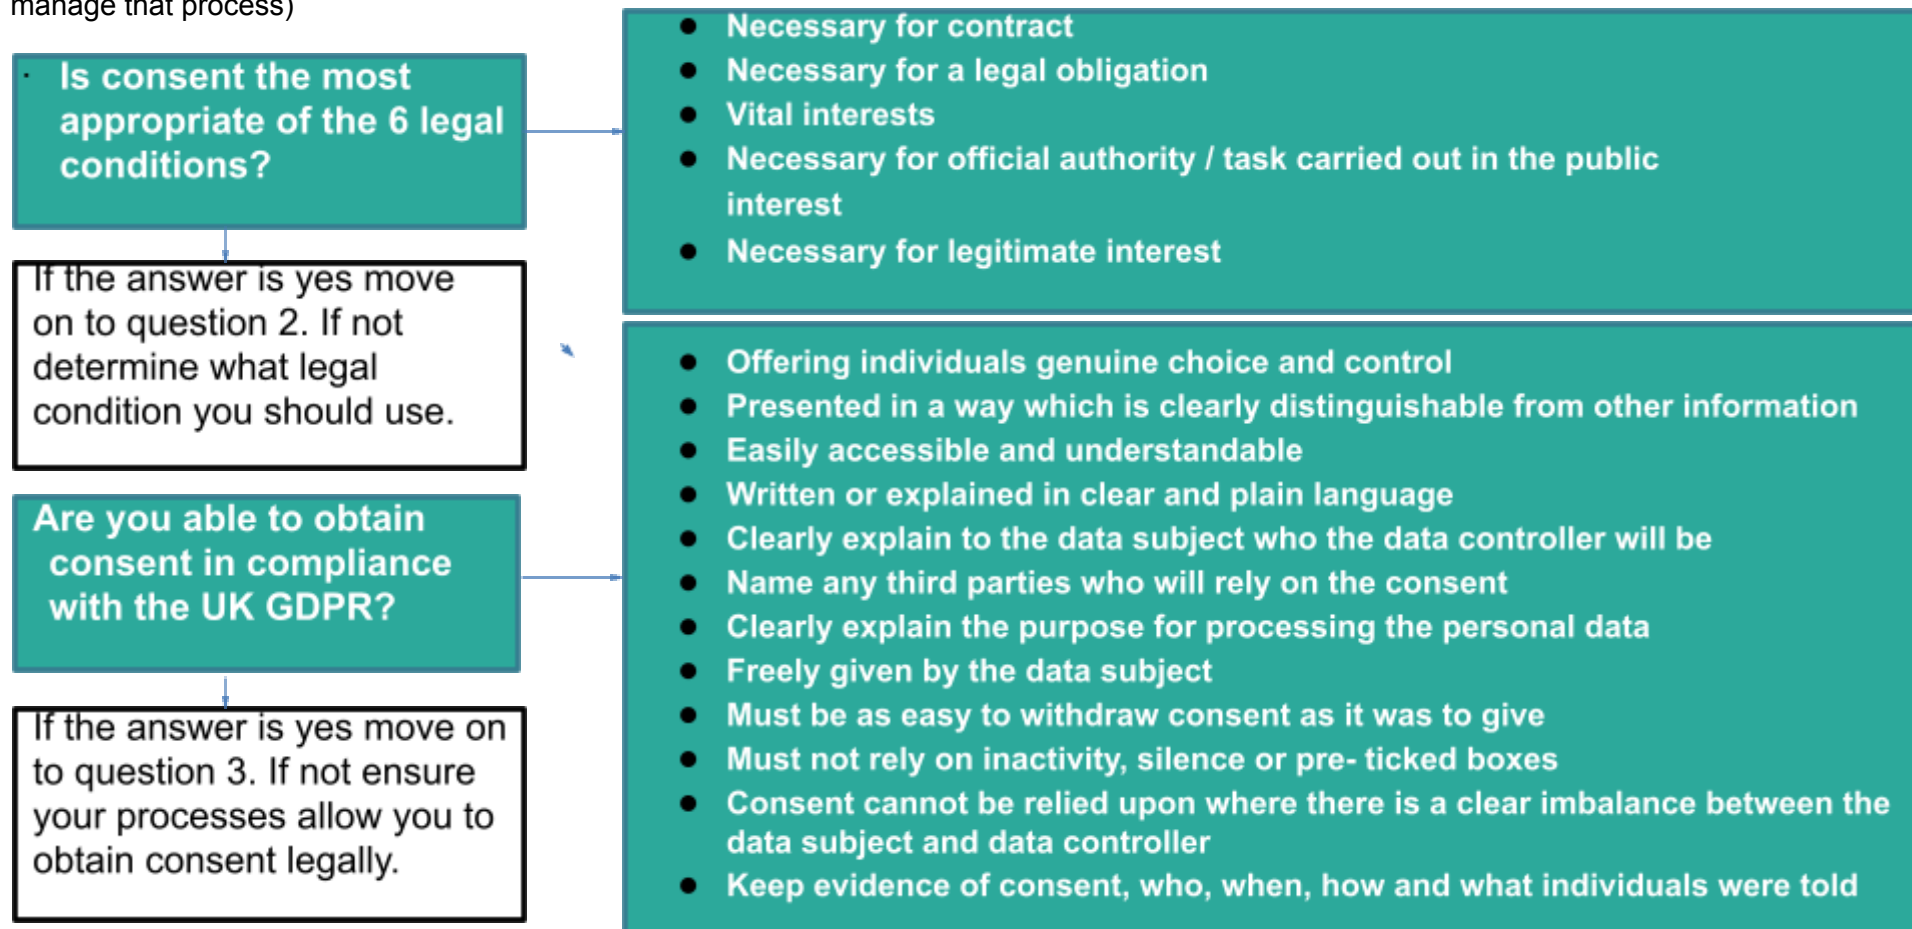 manage that process)
· Is consent the most
appropriate of the 6 legal
conditions?
● Necessary for contract
● Necessary for a legal obligation
● Vital interests
● Necessary for official authority / task carried out in the public
interest
● Necessary for legitimate interest
If the answer is yes move
on to question 2. If not
determine what legal
condition you should use.
Are you able to obtain
consent in compliance
with the UK GDPR?
● Offering individuals genuine choice and control
● Presented in a way which is clearly distinguishable from other information
● Easily accessible and understandable
● Written or explained in clear and plain language
● Clearly explain to the data subject who the data controller will be
● Name any third parties who will rely on the consent
● Clearly explain the purpose for processing the personal data
● Freely given by the data subject
● Must be as easy to withdraw consent as it was to give
● Must not rely on inactivity, silence or pre- ticked boxes
● Consent cannot be relied upon where there is a clear imbalance between the
data subject and data controller
● Keep evidence of consent, who, when, how and what individuals were told
If the answer is yes move on
to question 3. If not ensure
your processes allow you to
obtain consent legally.